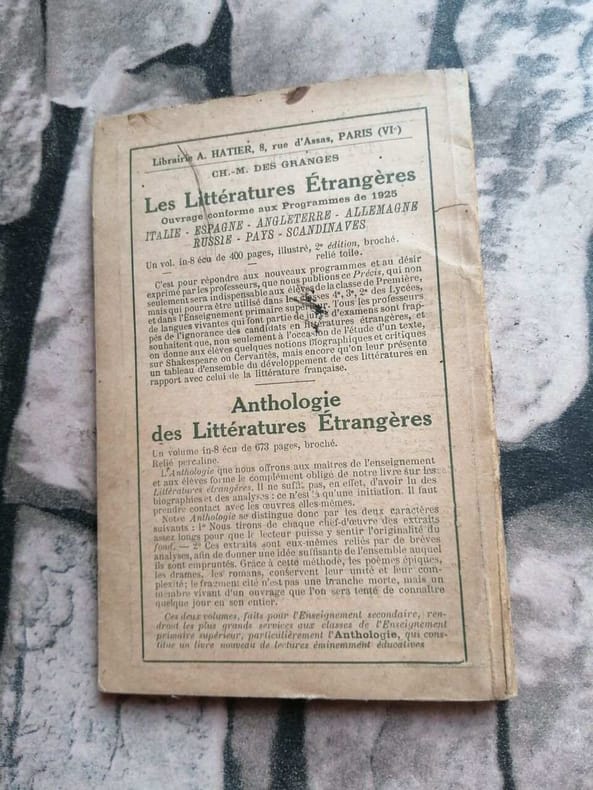 Librairie A. HATIER, 8, rue d'Assas, PARIS (VIᵉ)
CH.-M. DES GRANGES
Les Littératures Étrangères
Ouvrage conforme aux Programmes de 1925
ITALIE - ESPAGNE - ANGLETERRE - ALLEMAGNE
RUSSIE - PAYS - SCANDINAVES
Un vol. in-8 écu de 400 pages, illustré, 2ᵉ édition, broché.
relié toile.
C'est pour répondre aux nouveaux programmes et au désir
exprimé par les professeurs, que nous publions ce Précis, qui non
seulement sera indispensable aux élèves de la classe de Première,
mais qui pourra être utilisé dans les classes 4ᵉ, 3ᵉ, 2ᵉ des Lycées,
et dans l'Enseignement primaire supérieur. Tous les professeurs
de langues vivantes qui font partie de jurys d'examens sont frap-
pés de l'ignorance des candidats en littératures étrangères, et
souhaitent que, non seulement à l'occasion de l'étude d'un texte,
on donne aux élèves quelques notions biographiques et critiques
sur Shakespeare ou Cervantès, mais encore qu'on leur présente
un tableau d'ensemble du développement de ces littératures en
rapport avec celui de la littérature française.
Anthologie
des Littératures Étrangères
Un volume in-8 écu de 673 pages, broché.
Relié percaline.
L'Anthologie que nous offrons aux maîtres de l'enseignement
et aux élèves forme le complément obligé de notre livre sur les
Littératures étrangères. Il ne suffit pas, en effet, d'avoir lu des
biographies et des analyses : ce n'est là qu'une initiation. Il faut
prendre contact avec les œuvres elles-mêmes.
Notre Anthologie se distingue donc par les deux caractères
suivants : 1º Nous tirons de chaque chef-d'œuvre des extraits
assez longs pour que le lecteur puisse y sentir l'originalité du
fond. — 2º Ces extraits sont eux-mêmes reliés par de brèves
analyses, afin de donner une idée suffisante de l'ensemble auquel
ils sont empruntés. Grâce à cette méthode, les poèmes épiques,
les drames, les romans, conservent leur unité et leur com-
plexité; le fragment cité n'est pas une branche morte, mais un
membre vivant d'un ouvrage que l'on sera tenté de connaître
quelque jour en son entier.
Ces deux volumes, faits pour l'Enseignement secondaire, ren-
dront les plus grands services aux classes de l'Enseignement
primaire supérieur, particulièrement l'Anthologie, qui cons-
titue un livre nouveau de lectures éminemment éducatives